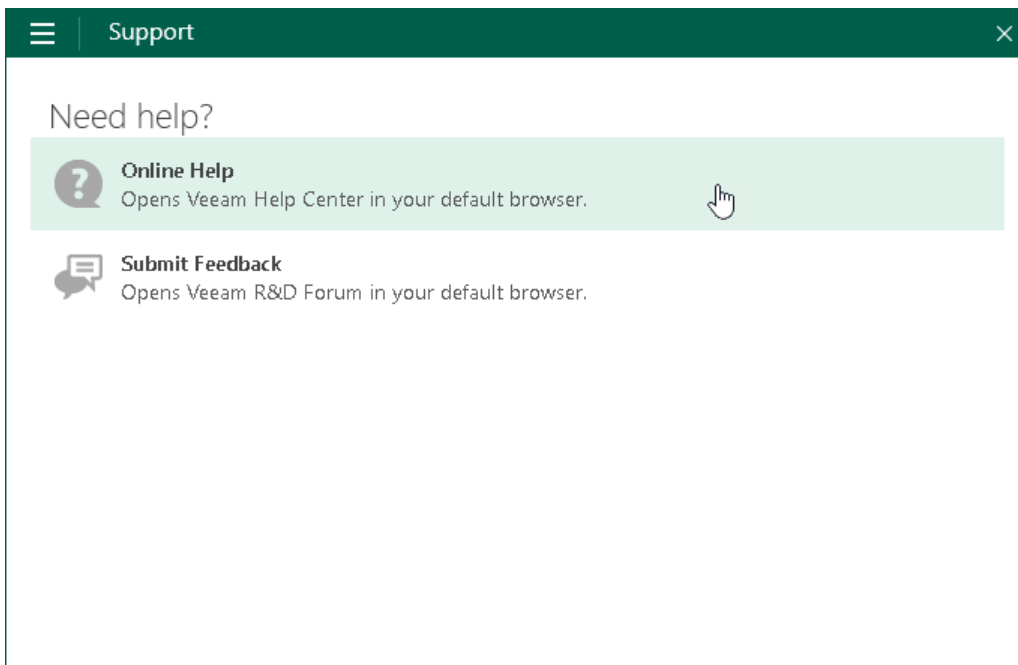 Support
Need help?
Online Help
Opens Veeam Help Center in your default browser.
Submit Feedback
Opens Veeam R&D Forum in your default browser.